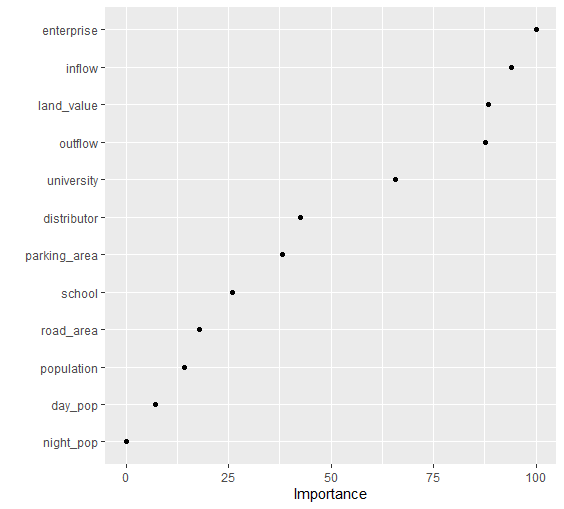 enterprise
inflow
land_value
outflow
university
distributor
parking_area
school
road_area
population
day_pop
night_pop
0 25 50 75 100
Importance